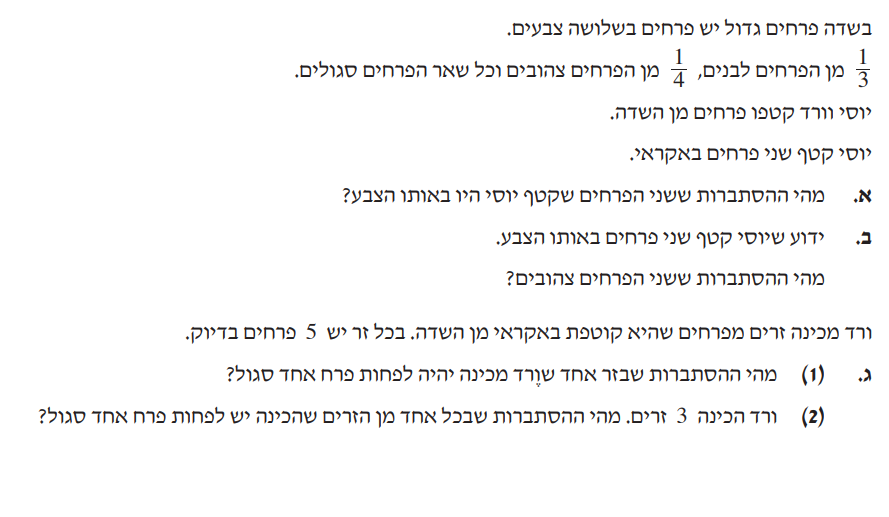 בשדה פרחים גדול יש פרחים בשלושה צבעים.
1/3 מן הפרחים לבנים, 1/4 מן הפרחים צהובים וכל שאר הפרחים סגולים.
יוסי וורד קטפו פרחים מן השדה.
יוסי קטף שני פרחים באקראי.
א. מהי ההסתברות ששני הפרחים שקטף יוסי היו באותו הצבע?
ב. ידוע שיוסי קטף שני פרחים באותו הצבע.
מהי ההסתברות ששני הפרחים צהובים?
ורד מכינה זרים מפרחים שהיא קוטפת באקראי מן השדה. בכל זר יש 5 פרחים בדיוק.
ג. (1) מהי ההסתברות שבזר אחד שוֶרד מכינה יהיה לפחות פרח אחד סגול?
(2) ורד הכינה 3 זרים. מהי ההסתברות שבכל אחד מן הזרים שהכינה יש לפחות פרח אחד סגול?